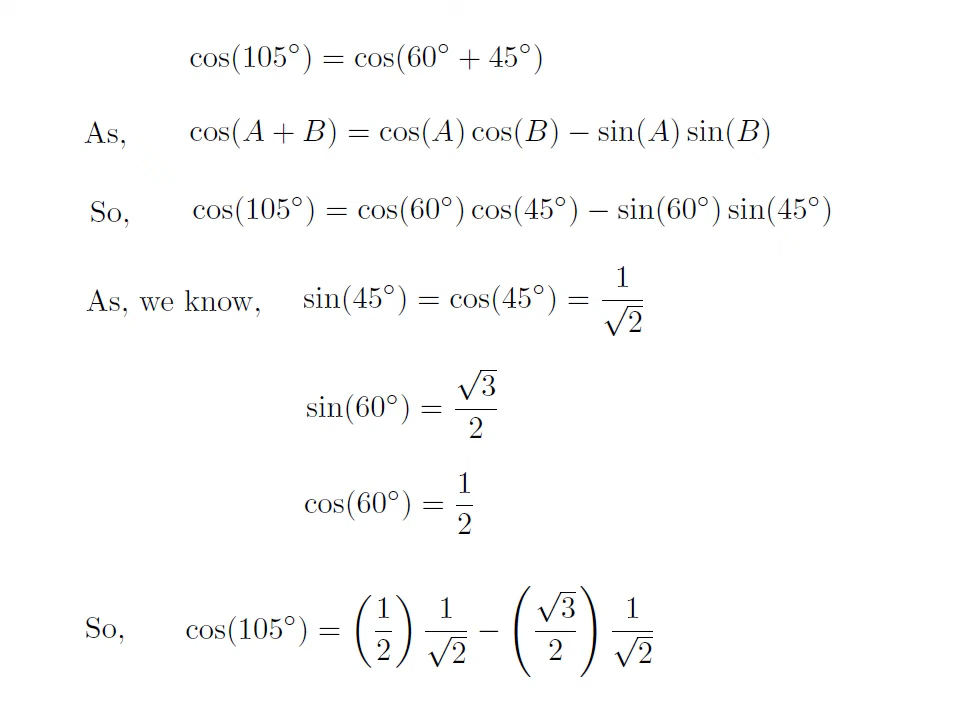 cos(105°) = cos(60° + 45°)
As, cos(A + B) = cos(A) cos(B) − sin(A) sin(B)
So, cos(105°) = cos(60°) cos(45°) − sin(60°) sin(45°)
As, we know, sin(45°) = cos(45°) = 1/√2
sin(60°) = √3/2
cos(60°) = 1/2
So, cos(105°) = (1/2) 1/√2 − (√3/2) 1/√2